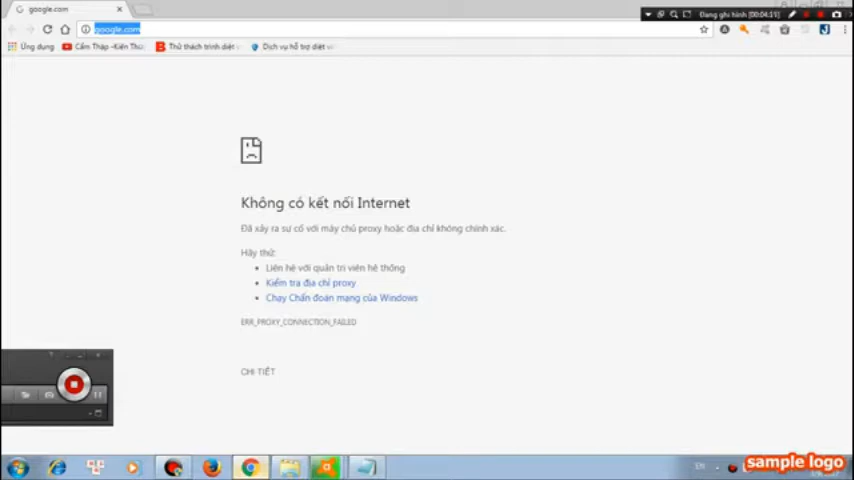 google.com
Đang ghi hình [00:04:11]
google.com
Ứng dụng
Cấm Tháp -Kiến Thức
Thử thách trình diệt v
Dịch vụ hỗ trợ diệt vi
Không có kết nối Internet
Đã xảy ra sự cố với máy chủ proxy hoặc địa chỉ không chính xác.
Hãy thử:
Liên hệ với quản trị viên hệ thống
Kiểm tra địa chỉ proxy
Chạy Chẩn đoán mạng của Windows
ERR_PROXY_CONNECTION_FAILED
CHI TIẾT
EN
sample logo